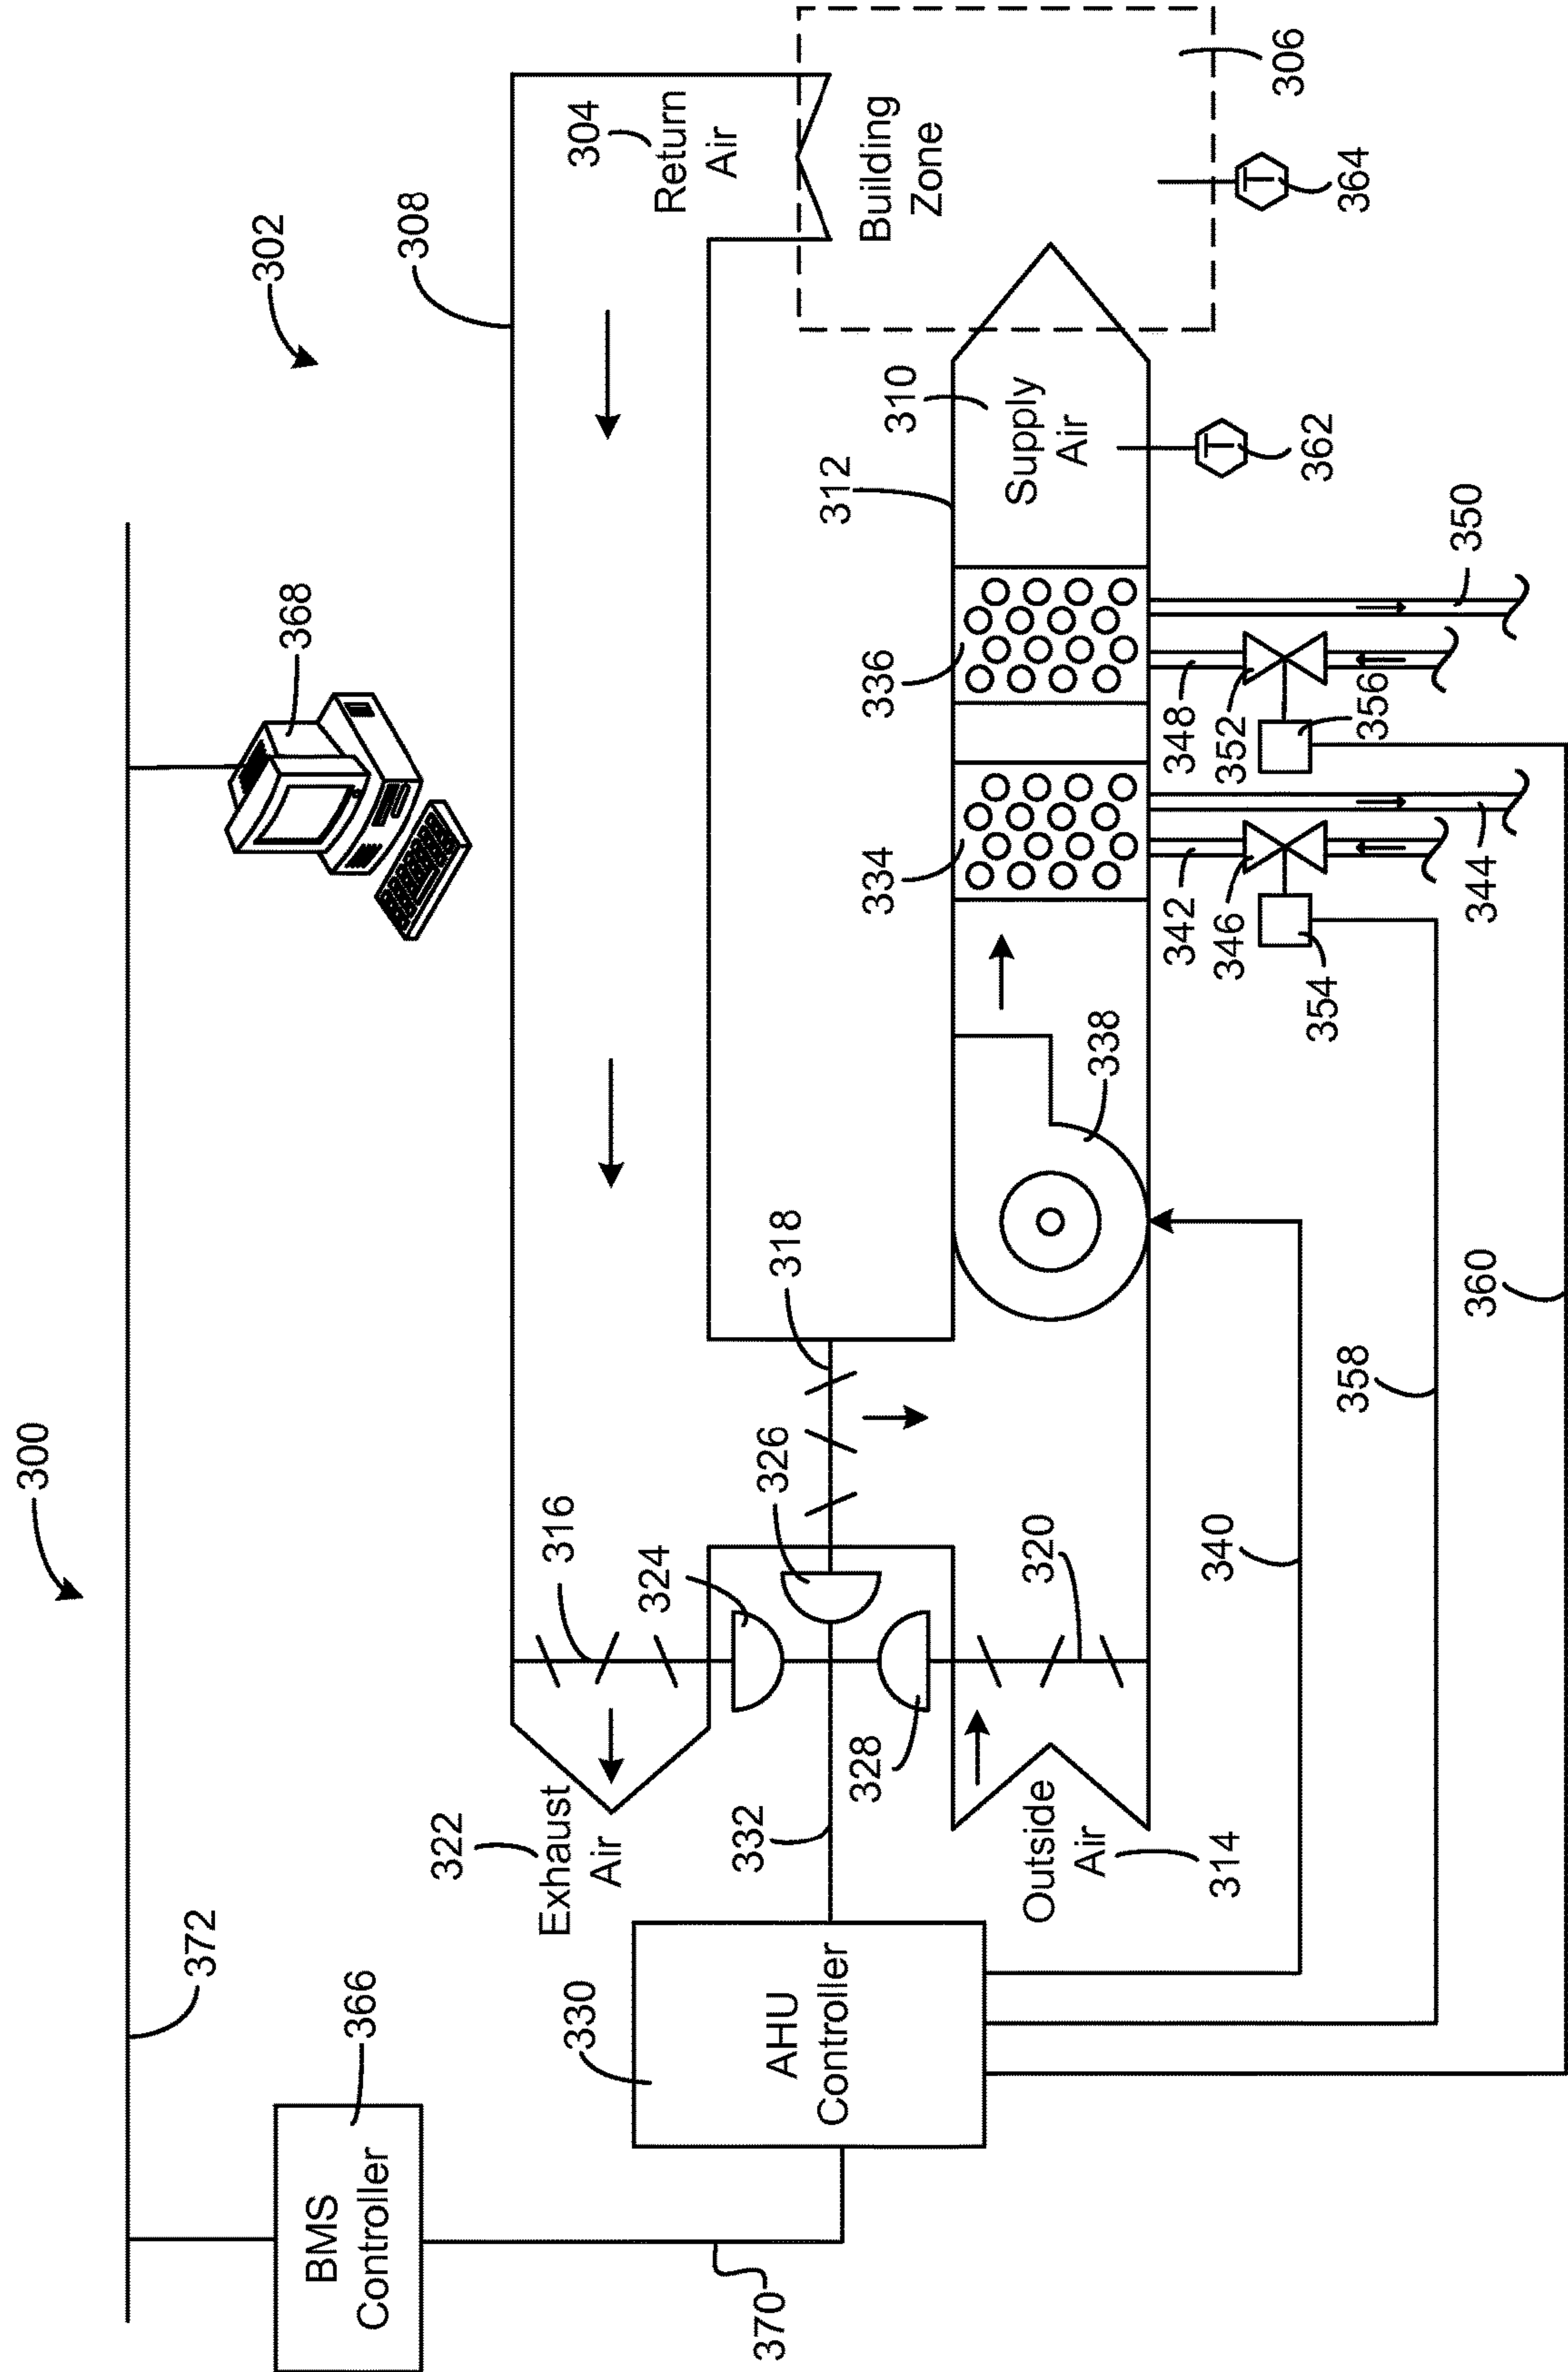 300
372
BMS
Controller
366
370
368
302
308
304
Return
Air
Building
Zone
306
364
322
Exhaust
Air
316
324
326
318
332
328
330
AHU
Controller
Outside
Air
314
320
338
334
336
312
310
Supply
Air
362
342
346
354
344
348
352
356
350
340
358
360
T
T